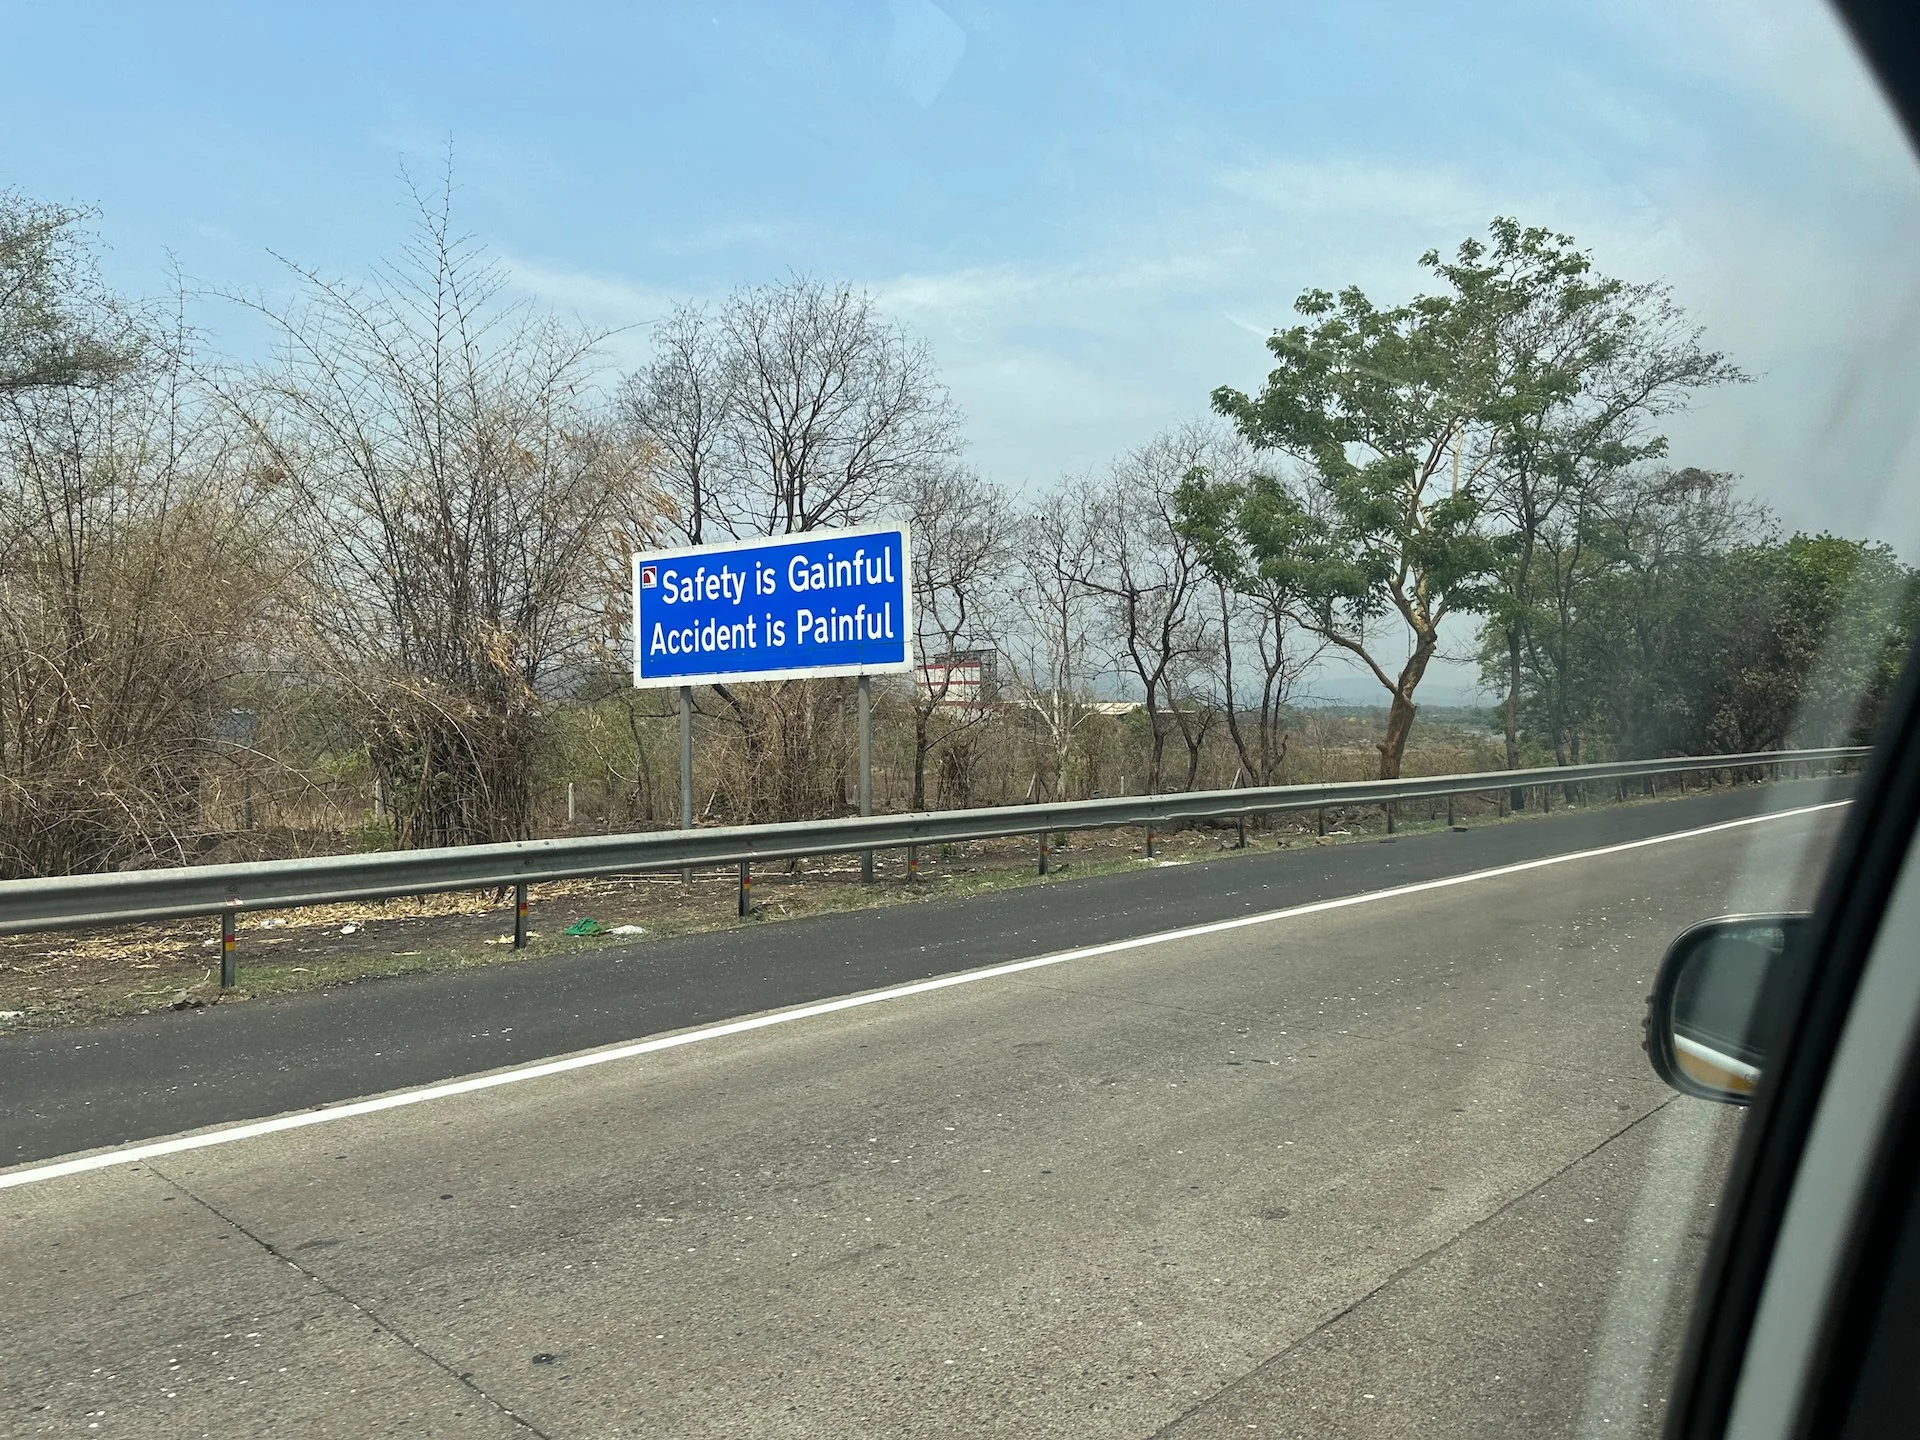 Safety is Gainful
Accident is Painful